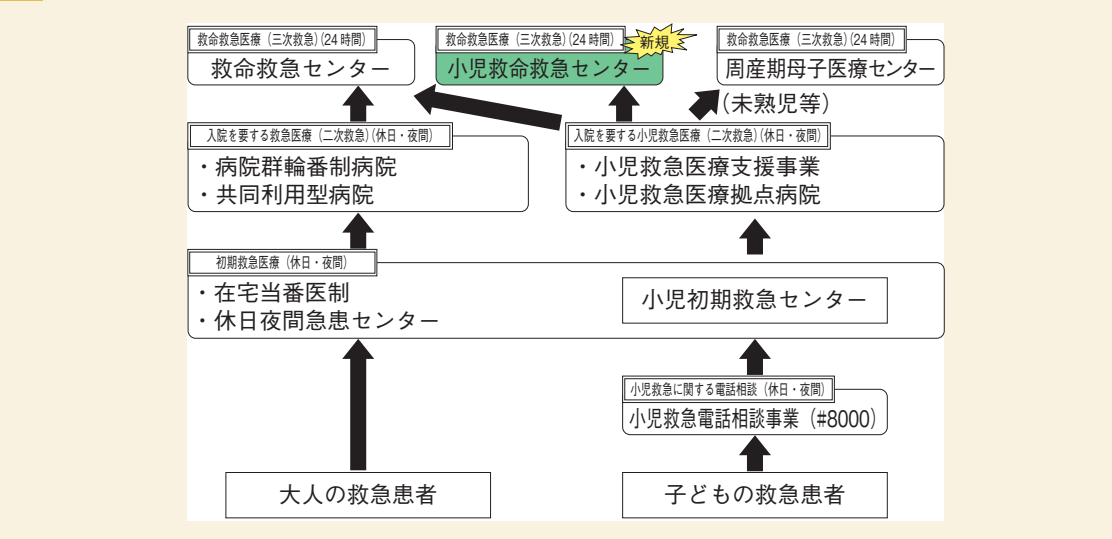 救命救急医療（三次救急）（24時間）
救命救急センター
救命救急医療（三次救急）（24時間）
新規
小児救命救急センター
救命救急医療（三次救急）（24時間）
周産期母子医療センター
（未熟児等）
入院を要する救急医療（二次救急）（休日・夜間）
・病院群輪番制病院
・共同利用型病院
入院を要する小児救急医療（二次救急）（休日・夜間）
・小児救急医療支援事業
・小児救急医療拠点病院
初期救急医療（休日・夜間）
・在宅当番医制
・休日夜間急患センター
小児初期救急センター
小児救急に関する電話相談（休日・夜間）
小児救急電話相談事業（#8000）
大人の救急患者
子どもの救急患者